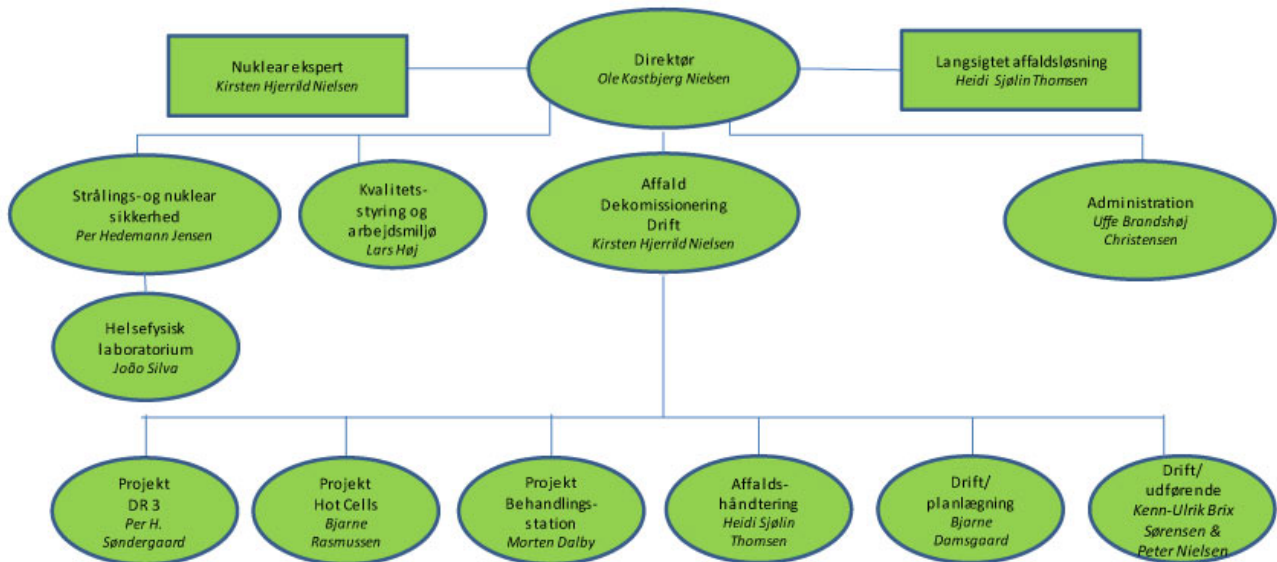 Nuklear ekspert
Kirsten Hjerrild Nielsen
Direktør
Ole Kastbjerg Nielsen
Langsigtet affaldsløsning
Heidi Sjølin Thomsen
Strålings- og nuklear
sikkerhed
Per Hedemann Jensen
Kvalitets-
styring og
arbejdsmiljø
Lars Høj
Affald
Dekomissionering
Drift
Kirsten Hjerrild Nielsen
Administration
Uffe Brandshøj
Christensen
Helsefysisk
laboratorium
João Silva
Projekt
DR 3
Per H.
Søndergaard
Projekt
Hot Cells
Bjarne
Rasmussen
Projekt
Behandlings-
station
Morten Dalby
Affalds-
håndtering
Heidi Sjølin
Thomsen
Drift/
planlægning
Bjarne
Damsgaard
Drift/
udførende
Kenn-Ulrik Brix
Sørensen &
Peter Nielsen